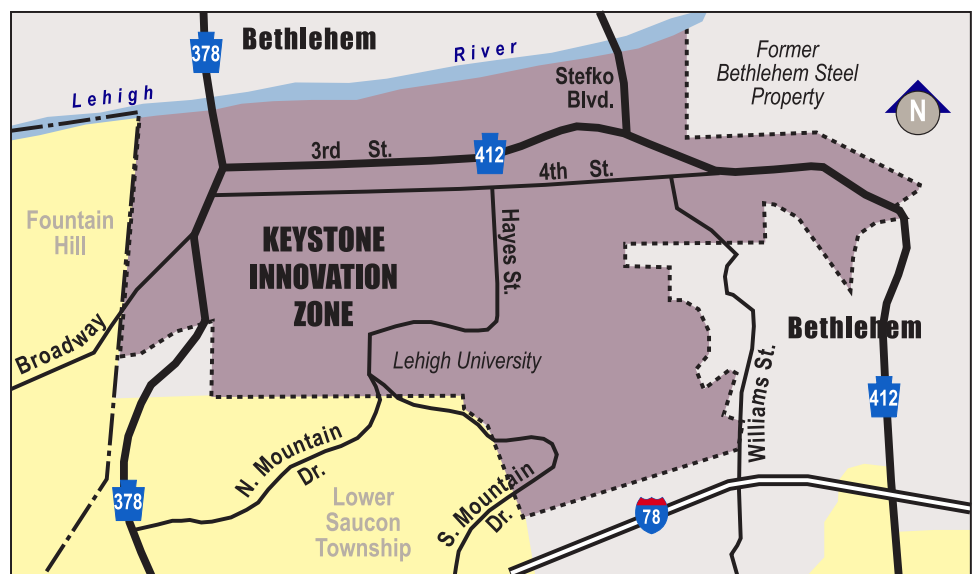 Bethlehem
378
River
Lehigh
Stefko
Blvd.
Former
Bethlehem Steel
Property
N
3rd St.
412
4th St.
Fountain
Hill
KEYSTONE
INNOVATION
ZONE
Hayes St.
Broadway
Lehigh University
Bethlehem
Williams St.
412
N. Mountain
Dr.
S. Mountain
Dr.
378
Lower
Saucon
Township
78